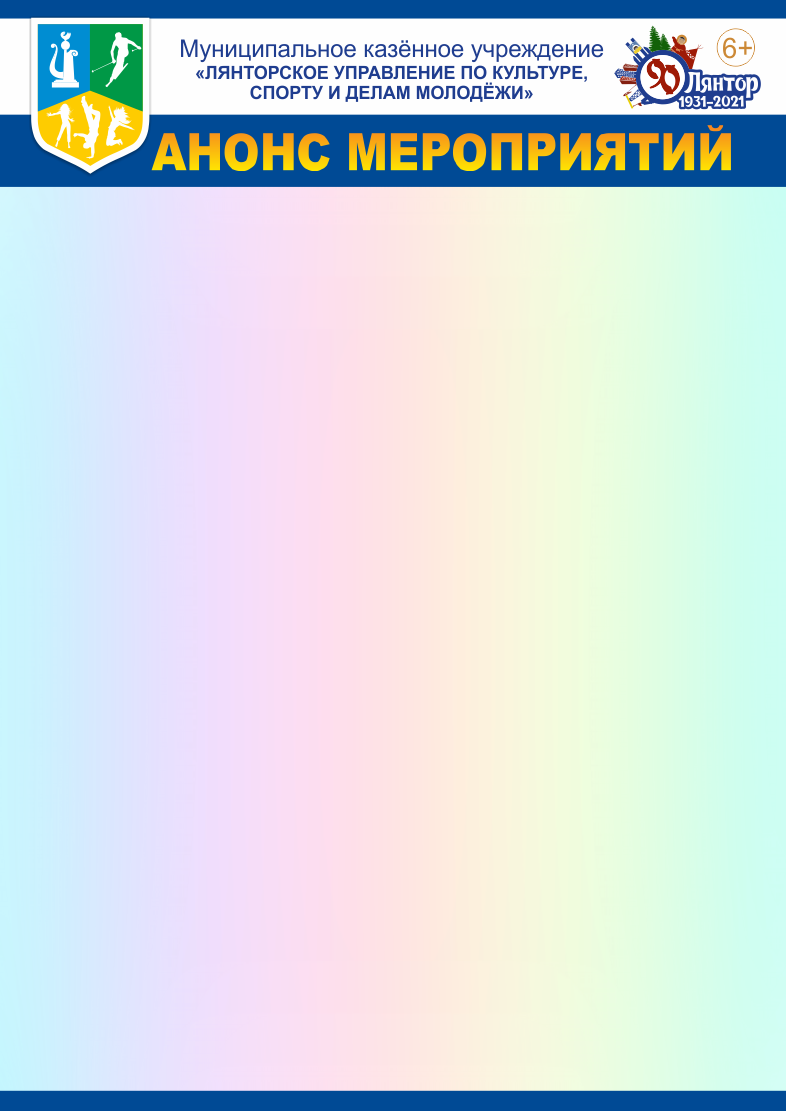 Муниципальное казённое учреждение
«ЛЯНТОРСКОЕ УПРАВЛЕНИЕ ПО КУЛЬТУРЕ,
СПОРТУ И ДЕЛАМ МОЛОДЁЖИ»
90 Лянтор
1931-2021
6+
АНОНС МЕРОПРИЯТИЙ